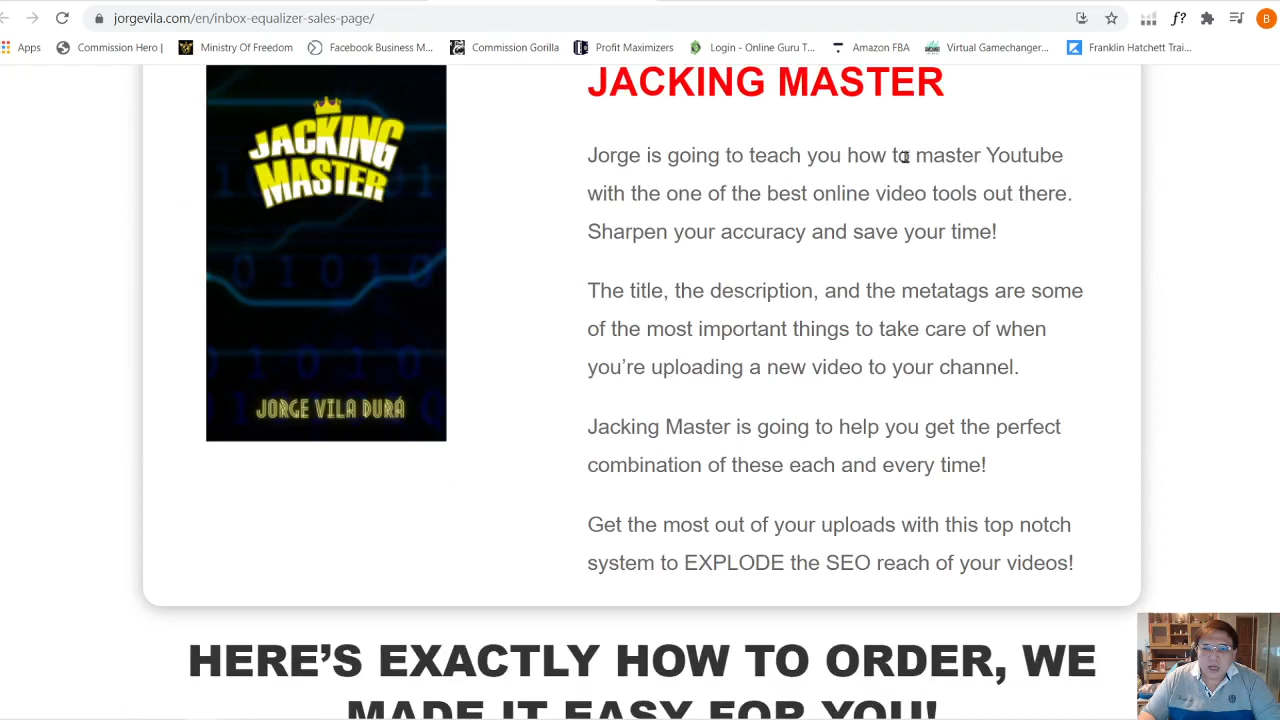 jorgevila.com/en/inbox-equalizer-sales-page/
f?
B
Apps
Commission Hero |
Ministry Of Freedom
Facebook Business M...
Commission Gorilla
Profit Maximizers
Login - Online Guru T...
Amazon FBA
Virtual Gamechanger...
Franklin Hatchett Trai...
JACKING
MASTER
JORGE VILA DURÁ
JACKING MASTER
Jorge is going to teach you how to master Youtube
with the one of the best online video tools out there.
Sharpen your accuracy and save your time!
The title, the description, and the metatags are some
of the most important things to take care of when
you’re uploading a new video to your channel.
Jacking Master is going to help you get the perfect
combination of these each and every time!
Get the most out of your uploads with this top notch
system to EXPLODE the SEO reach of your videos!
HERE’S EXACTLY HOW TO ORDER, WE
MADE IT EASY FOR YOU!